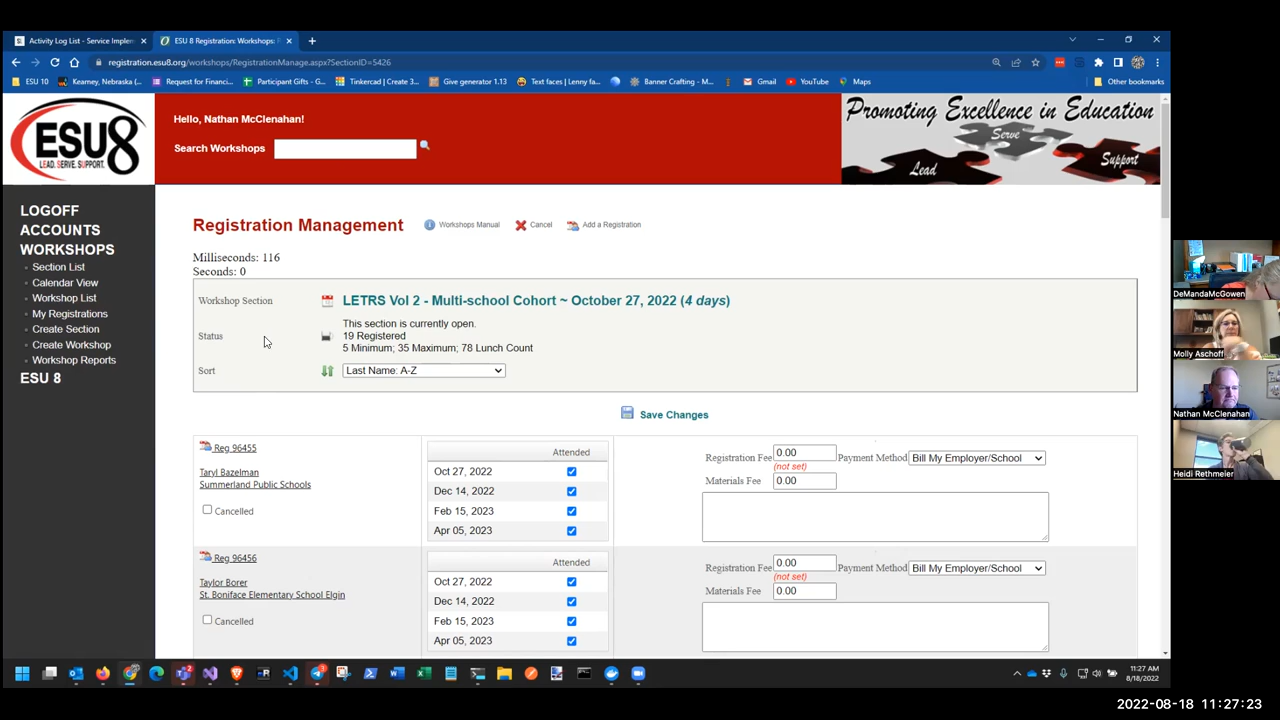 Activity Log List - Service Implem
ESU 8 Registration: Workshops: R
registration.esu8.org/workshops/RegistrationManage.aspx?SectionID=5426
ESU 10
Kearney, Nebraska (...
Request for Financi...
Participant Gifts - G...
Tinkercad | Create 3...
Give generator 1.13
Text faces | Lenny fa...
Banner Crafting - M...
Gmail
YouTube
Maps
Other bookmarks
ESU8
LEAD. SERVE. SUPPORT.
Hello, Nathan McClenahan!
Search Workshops
Promoting Excellence in Education
Serve
Support
Lead
LOGOFF
ACCOUNTS
WORKSHOPS
Section List
Calendar View
Workshop List
My Registrations
Create Section
Create Workshop
Workshop Reports
ESU 8
Registration Management
Workshops Manual
Cancel
Add a Registration
Milliseconds: 116
Seconds: 0
Workshop Section
LETRS Vol 2 - Multi-school Cohort ~ October 27, 2022 (4 days)
Status
This section is currently open.
19 Registered
5 Minimum; 35 Maximum; 78 Lunch Count
Sort
Last Name: A-Z
Save Changes
Reg 96455
Taryl Bazelman
Summerland Public Schools
Cancelled
Attended
Oct 27, 2022
Dec 14, 2022
Feb 15, 2023
Apr 05, 2023
Registration Fee 0.00 Payment Method Bill My Employer/School
(not set)
Materials Fee 0.00
Reg 96456
Taylor Borer
St. Boniface Elementary School Elgin
Cancelled
Attended
Oct 27, 2022
Dec 14, 2022
Feb 15, 2023
Apr 05, 2023
Registration Fee 0.00 Payment Method Bill My Employer/School
(not set)
Materials Fee 0.00
DeMandaMcGowen
Molly Aschoff
Nathan McClenahan
Heidi Rethmeier
11:27 AM
8/18/2022
2022-08-18 11:27:23